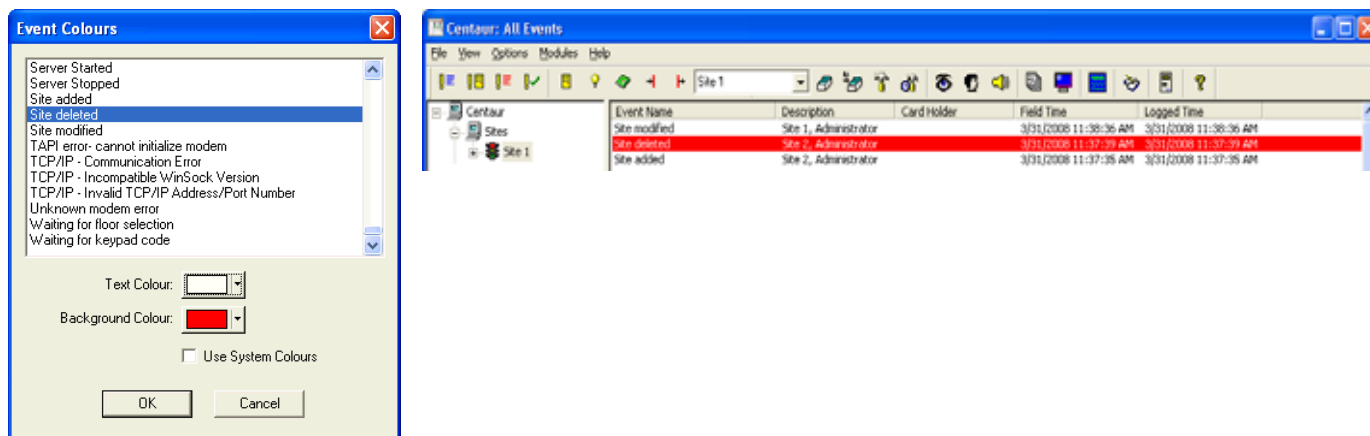 Event Colours
Server Started
Server Stopped
Site added
Site deleted
Site modified
TAPI error- cannot initialize modem
TCP/IP - Communication Error
TCP/IP - Incompatible WinSock Version
TCP/IP - Invalid TCP/IP Address/Port Number
Unknown modem error
Waiting for floor selection
Waiting for keypad code
Text Colour:
Background Colour:
Use System Colours
OK Cancel
Centaur: All Events
File View Options Modules Help
Site 1
Centaur
Sites
Site 1
Event Name Description Card Holder Field Time Logged Time
Site modified Site 1, Administrator 3/31/2008 11:38:36 AM 3/31/2008 11:38:36 AM
Site deleted Site 2, Administrator 3/31/2008 11:37:39 AM 3/31/2008 11:37:39 AM
Site added Site 2, Administrator 3/31/2008 11:37:35 AM 3/31/2008 11:37:35 AM